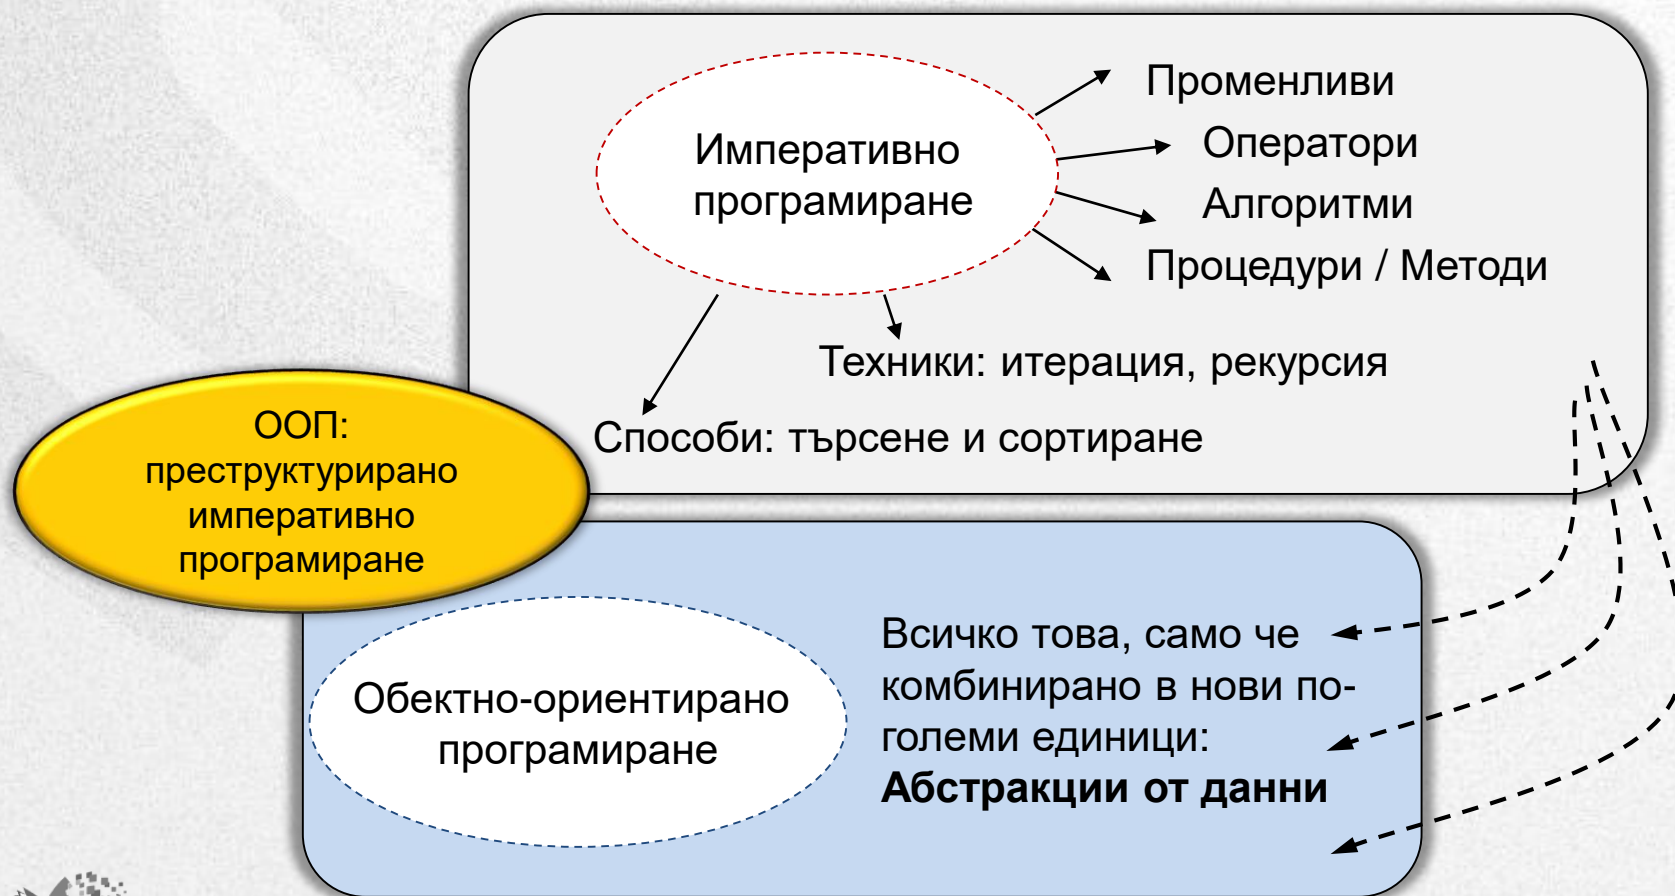 Императивно
програмиране
Променливи
Оператори
Алгоритми
Процедури / Методи
Техники: итерация, рекурсия
Способи: търсене и сортиране
ООП:
преструктурирано
императивно
програмиране
Обектно-ориентирано
програмиране
Всичко това, само че
комбинирано в нови по-
големи единици:
Абстракции от данни